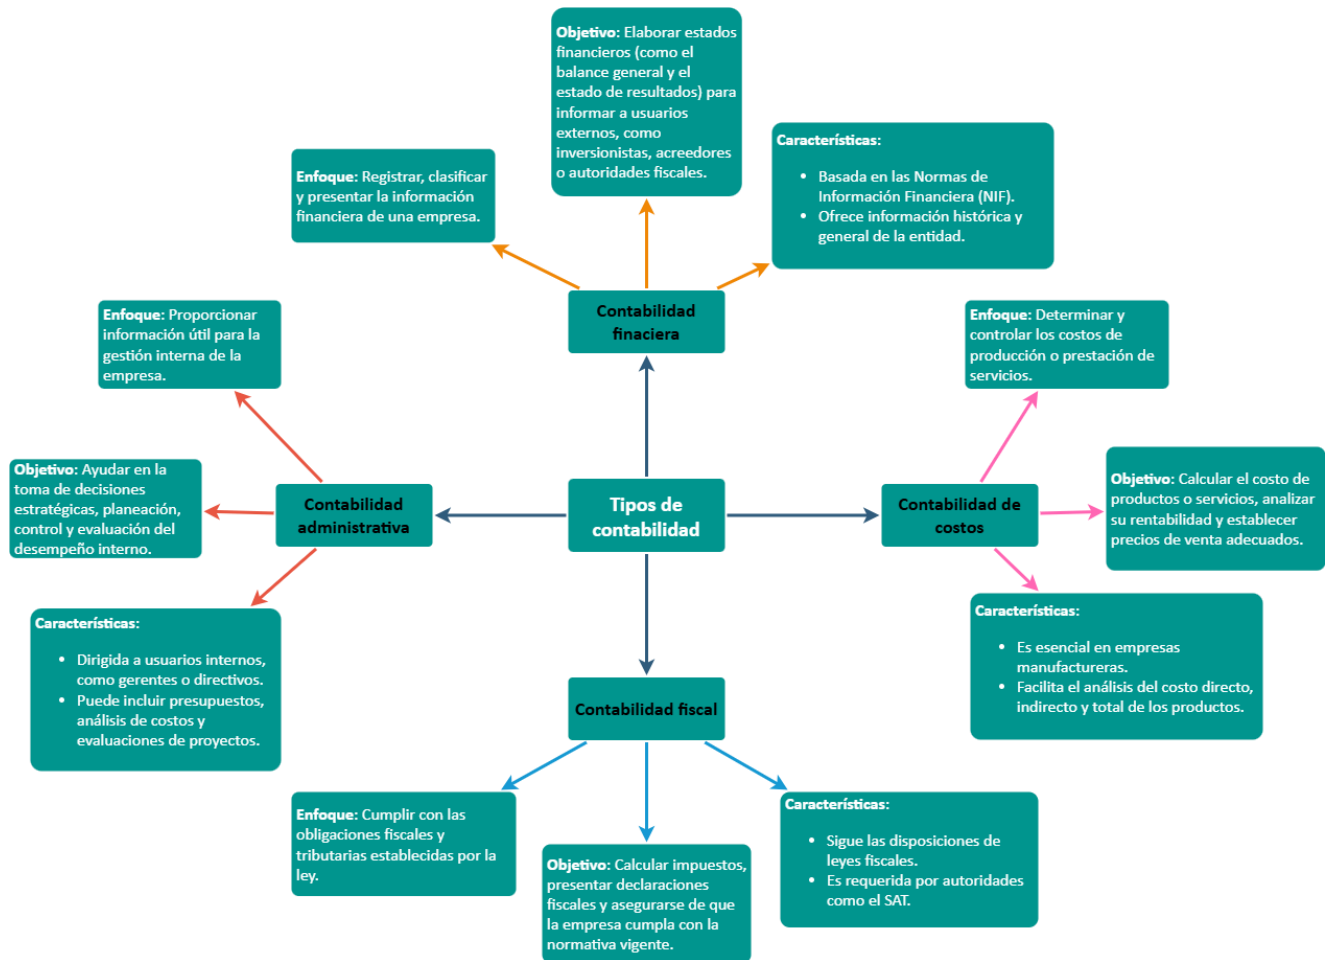 Objetivo: Elaborar estados
financieros (como el
balance general y el
estado de resultados) para
informar a usuarios
externos, como
inversionistas, acreedores
o autoridades fiscales.
Características:
• Basada en las Normas de
Información Financiera (NIF).
• Ofrece información histórica y
general de la entidad.
Enfoque: Registrar, clasificar
y presentar la información
financiera de una empresa.
Contabilidad
finaciera
Enfoque: Proporcionar
información útil para la
gestión interna de la
empresa.
Enfoque: Determinar y
controlar los costos de
producción o prestación de
servicios.
Objetivo: Ayudar en la
toma de decisiones
estratégicas, planeación,
control y evaluación del
desempeño interno.
Contabilidad
administrativa
Tipos de
contabilidad
Contabilidad de
costos
Objetivo: Calcular el costo de
productos o servicios, analizar
su rentabilidad y establecer
precios de venta adecuados.
Características:
• Dirigida a usuarios internos,
como gerentes o directivos.
• Puede incluir presupuestos,
análisis de costos y
evaluaciones de proyectos.
Características:
• Es esencial en empresas
manufactureras.
• Facilita el análisis del costo directo,
indirecto y total de los productos.
Contabilidad fiscal
Enfoque: Cumplir con las
obligaciones fiscales y
tributarias establecidas por la
ley.
Objetivo: Calcular impuestos,
presentar declaraciones
fiscales y asegurarse de que
la empresa cumpla con la
normativa vigente.
Características:
• Sigue las disposiciones de
leyes fiscales.
• Es requerida por autoridades
como el SAT.